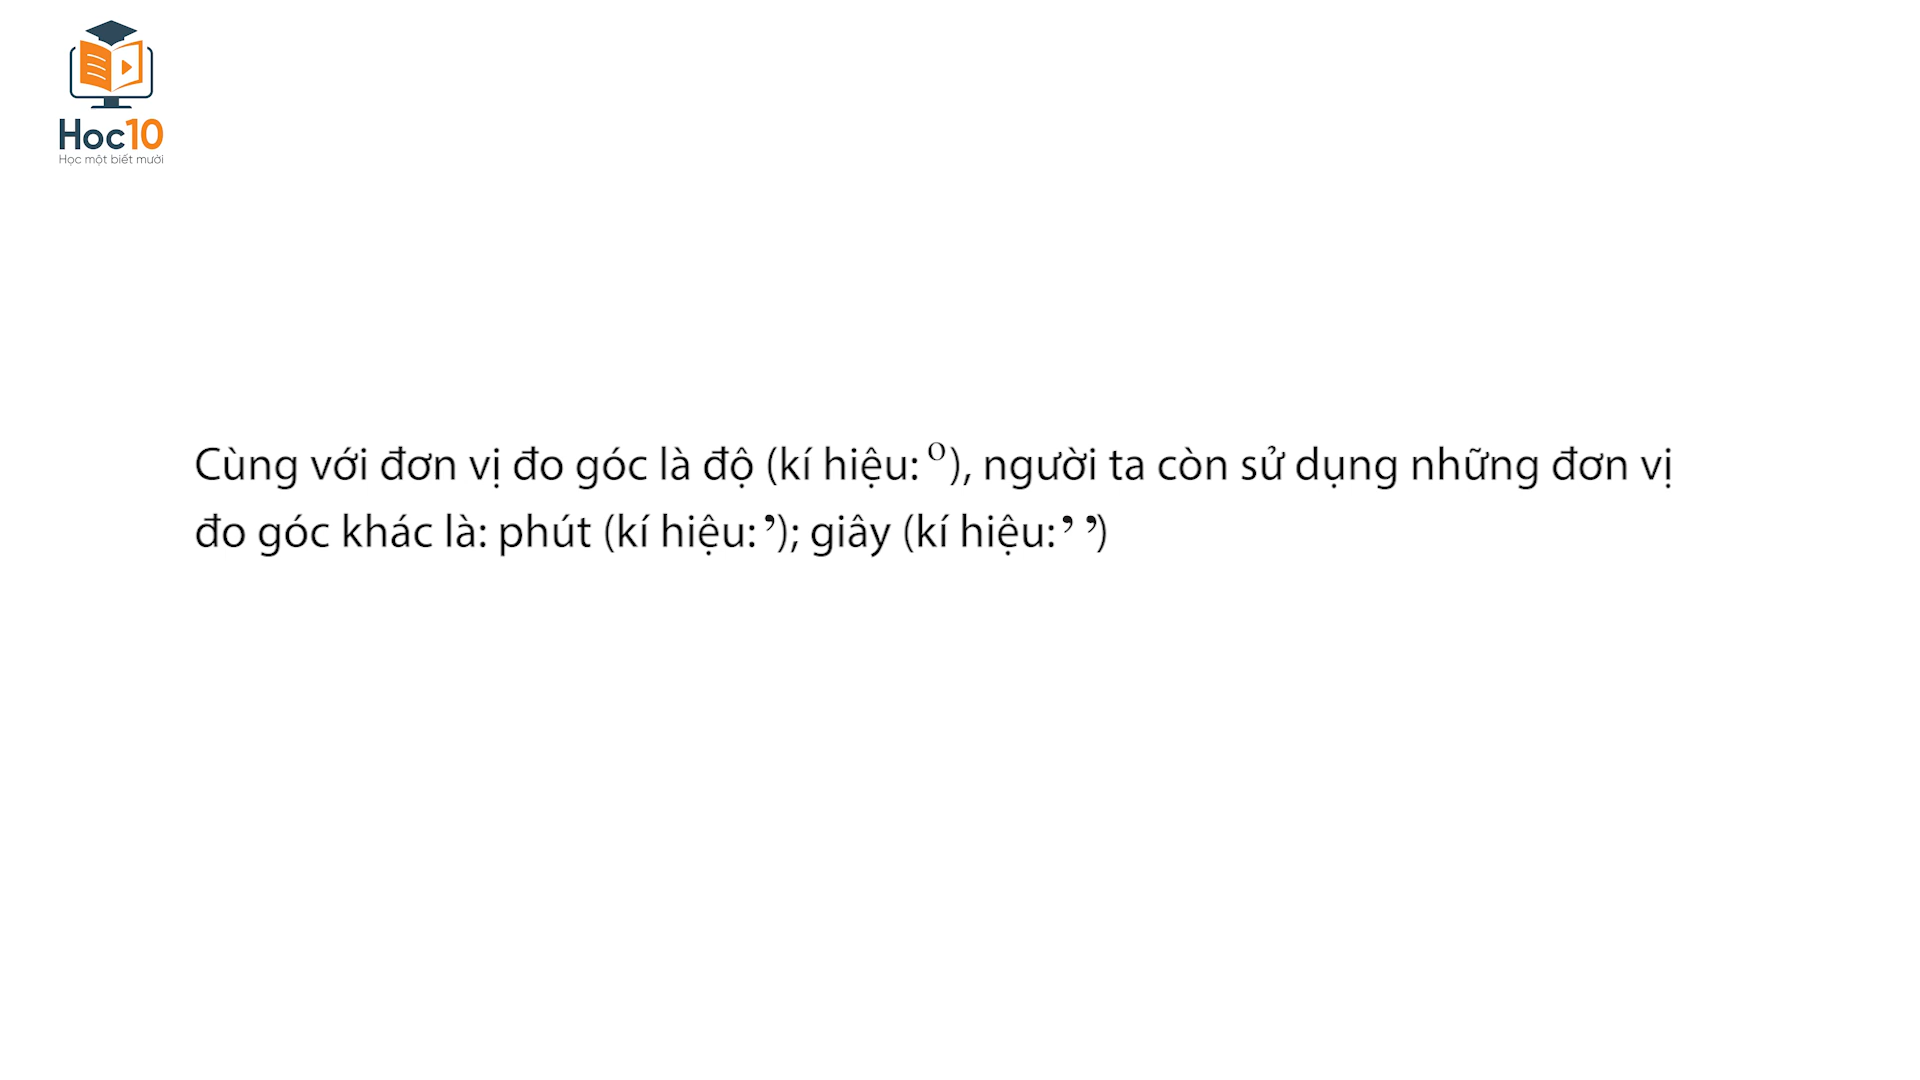 Hoc10
Học một biết mười
Cùng với đơn vị đo góc là độ (kí hiệu: º), người ta còn sử dụng những đơn vị
đo góc khác là: phút (kí hiệu: ’); giây (kí hiệu: ’ ’)